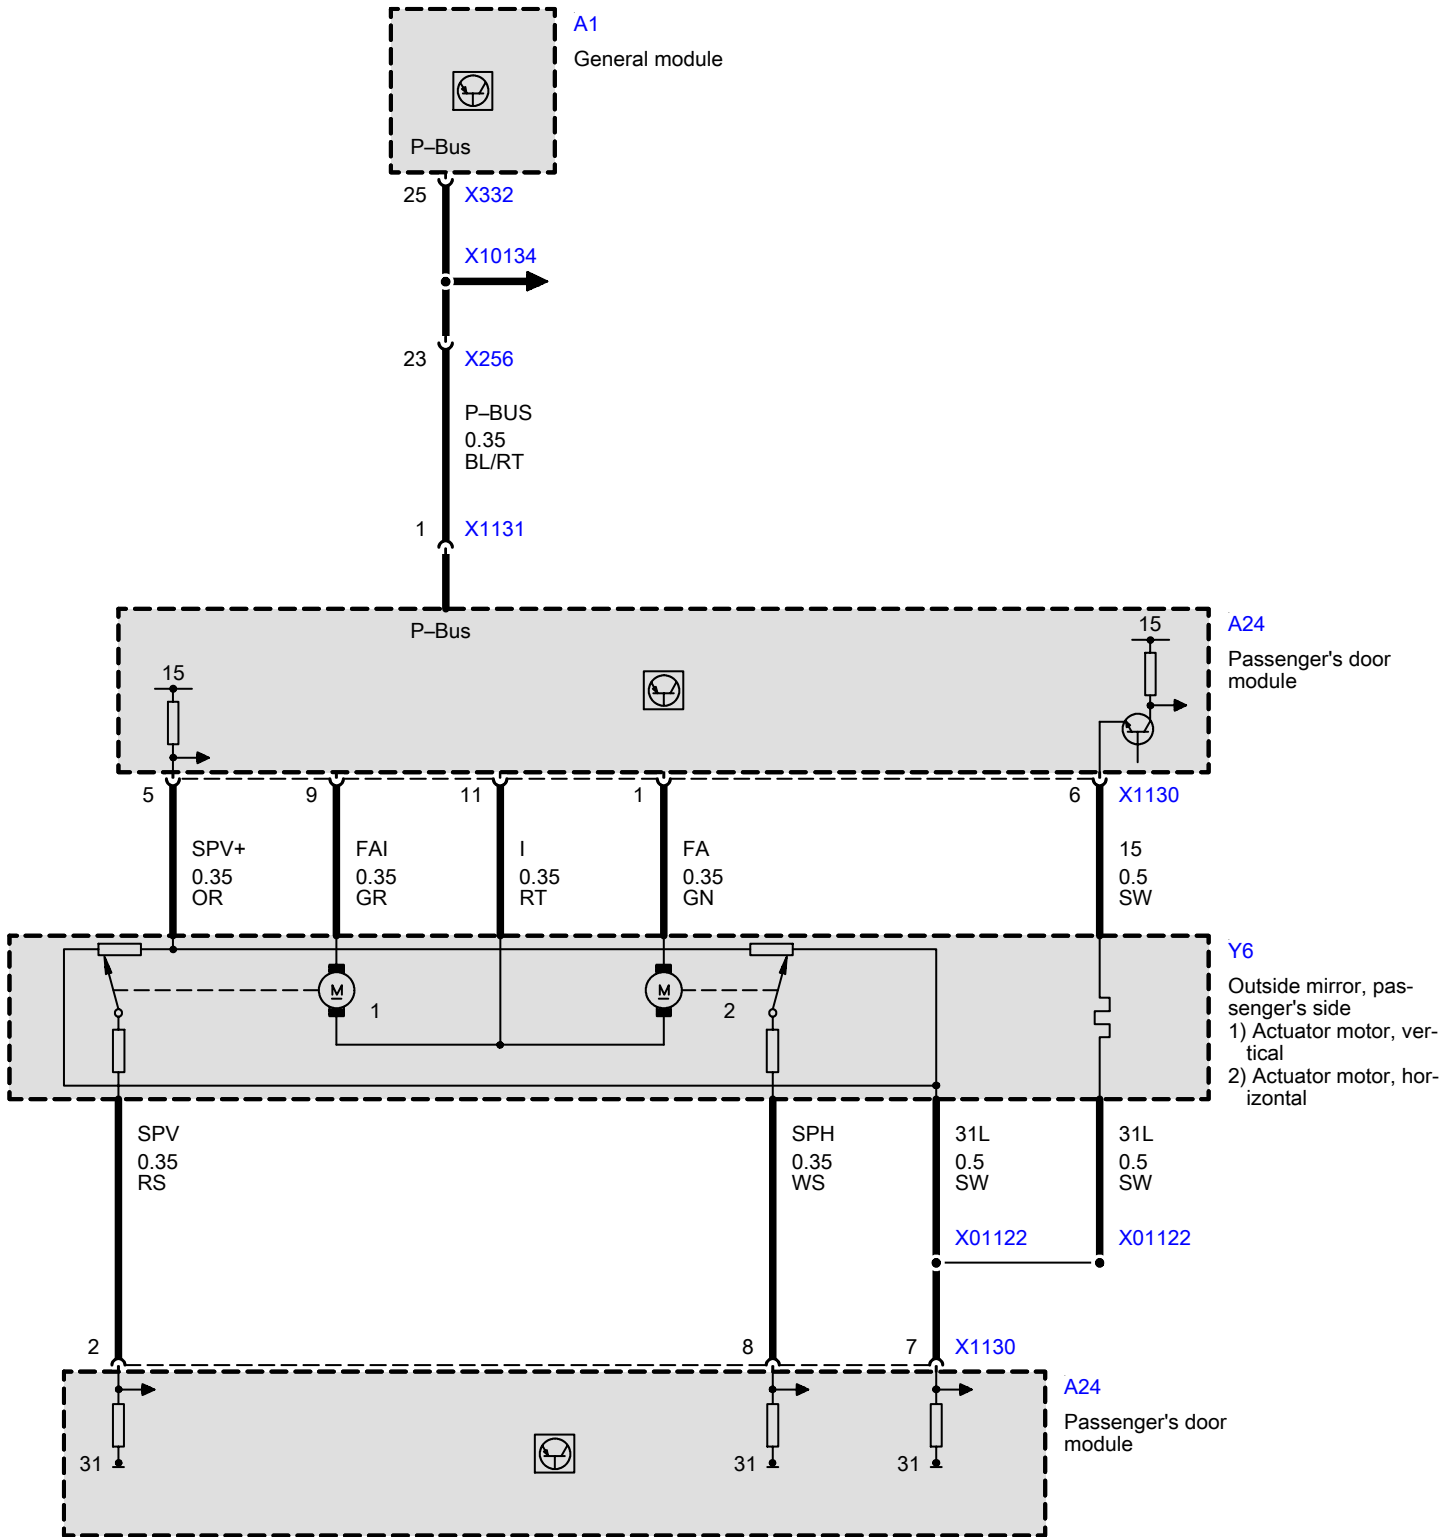 A1
General module
P–Bus
25 X332
X10134
23 X256
P–BUS
0.35
BL/RT
1 X1131
P–Bus
15
15
A24
Passenger's door
module
5 9 11 1 6 X1130
SPV+ FAI I FA 15
0.35 0.35 0.35 0.35 0.5
OR GR RT GN SW
Y6
Outside mirror, pas-
senger's side
1) Actuator motor, ver-
tical
2) Actuator motor, hor-
izontal
M 1 M 2
SPV SPH 31L 31L
0.35 0.35 0.5 0.5
RS WS SW SW
X01122 X01122
2 8 7 X1130
A24
Passenger's door
module
31 31 31